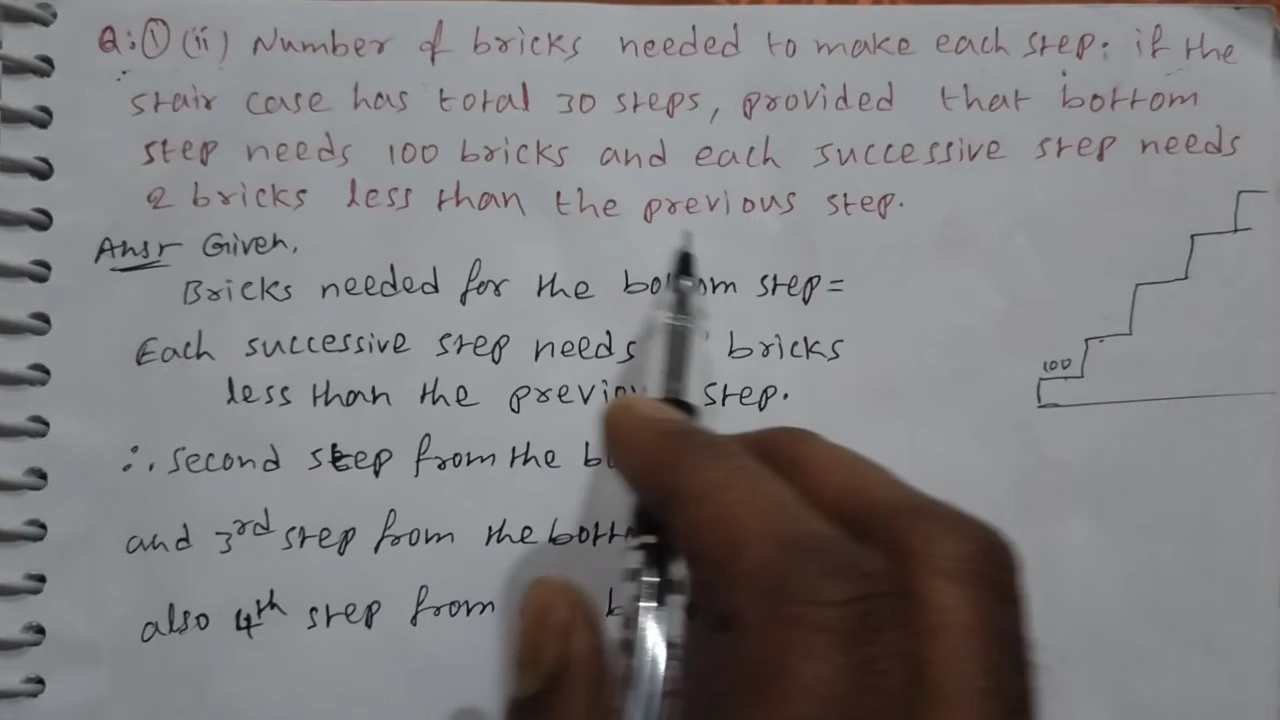 Q:① (ii) Number of bricks needed to make each step: if the
stair case has total 30 steps, provided that bottom
step needs 100 bricks and each successive step needs
2 bricks less than the previous step.
Ansr Given,
Bricks needed for the bottom step =
Each successive step needs bricks
less than the step.
100
∴ second step from the
and 3rd step from the
also 4th step from